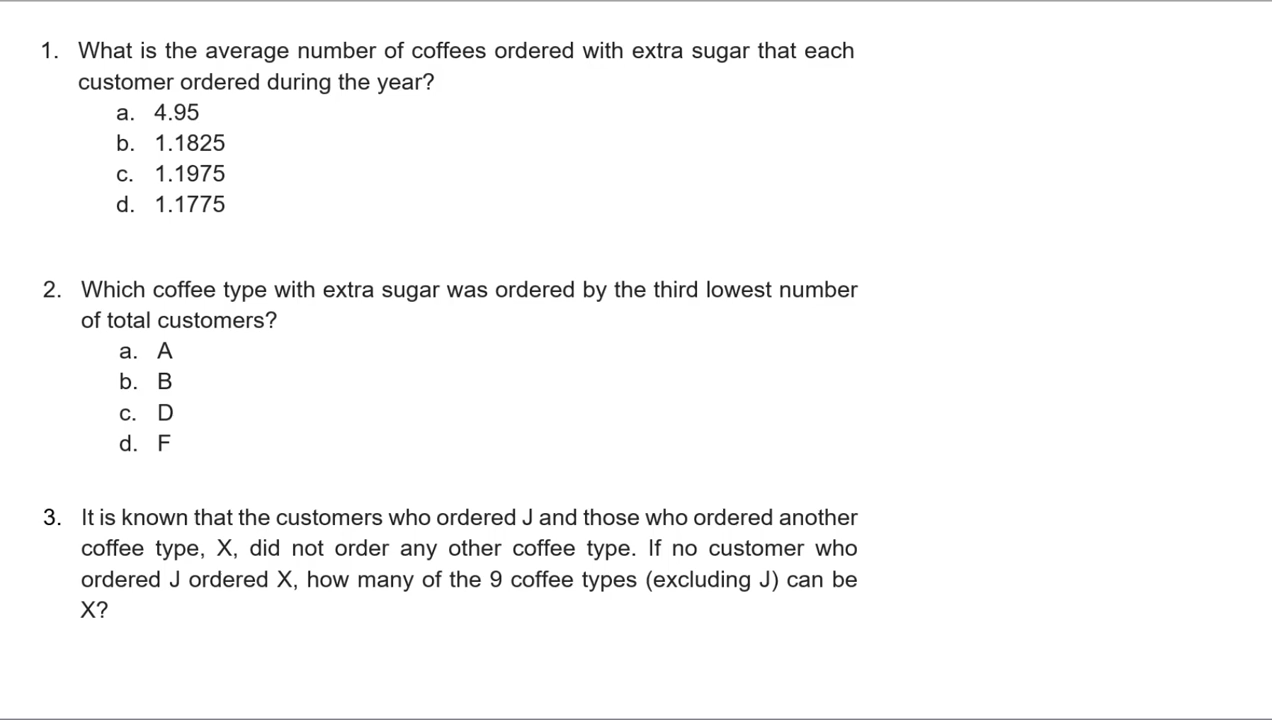 1. What is the average number of coffees ordered with extra sugar that each
customer ordered during the year?
a. 4.95
b. 1.1825
c. 1.1975
d. 1.1775
2. Which coffee type with extra sugar was ordered by the third lowest number
of total customers?
a. A
b. B
c. D
d. F
3. It is known that the customers who ordered J and those who ordered another
coffee type, X, did not order any other coffee type. If no customer who
ordered J ordered X, how many of the 9 coffee types (excluding J) can be
X?